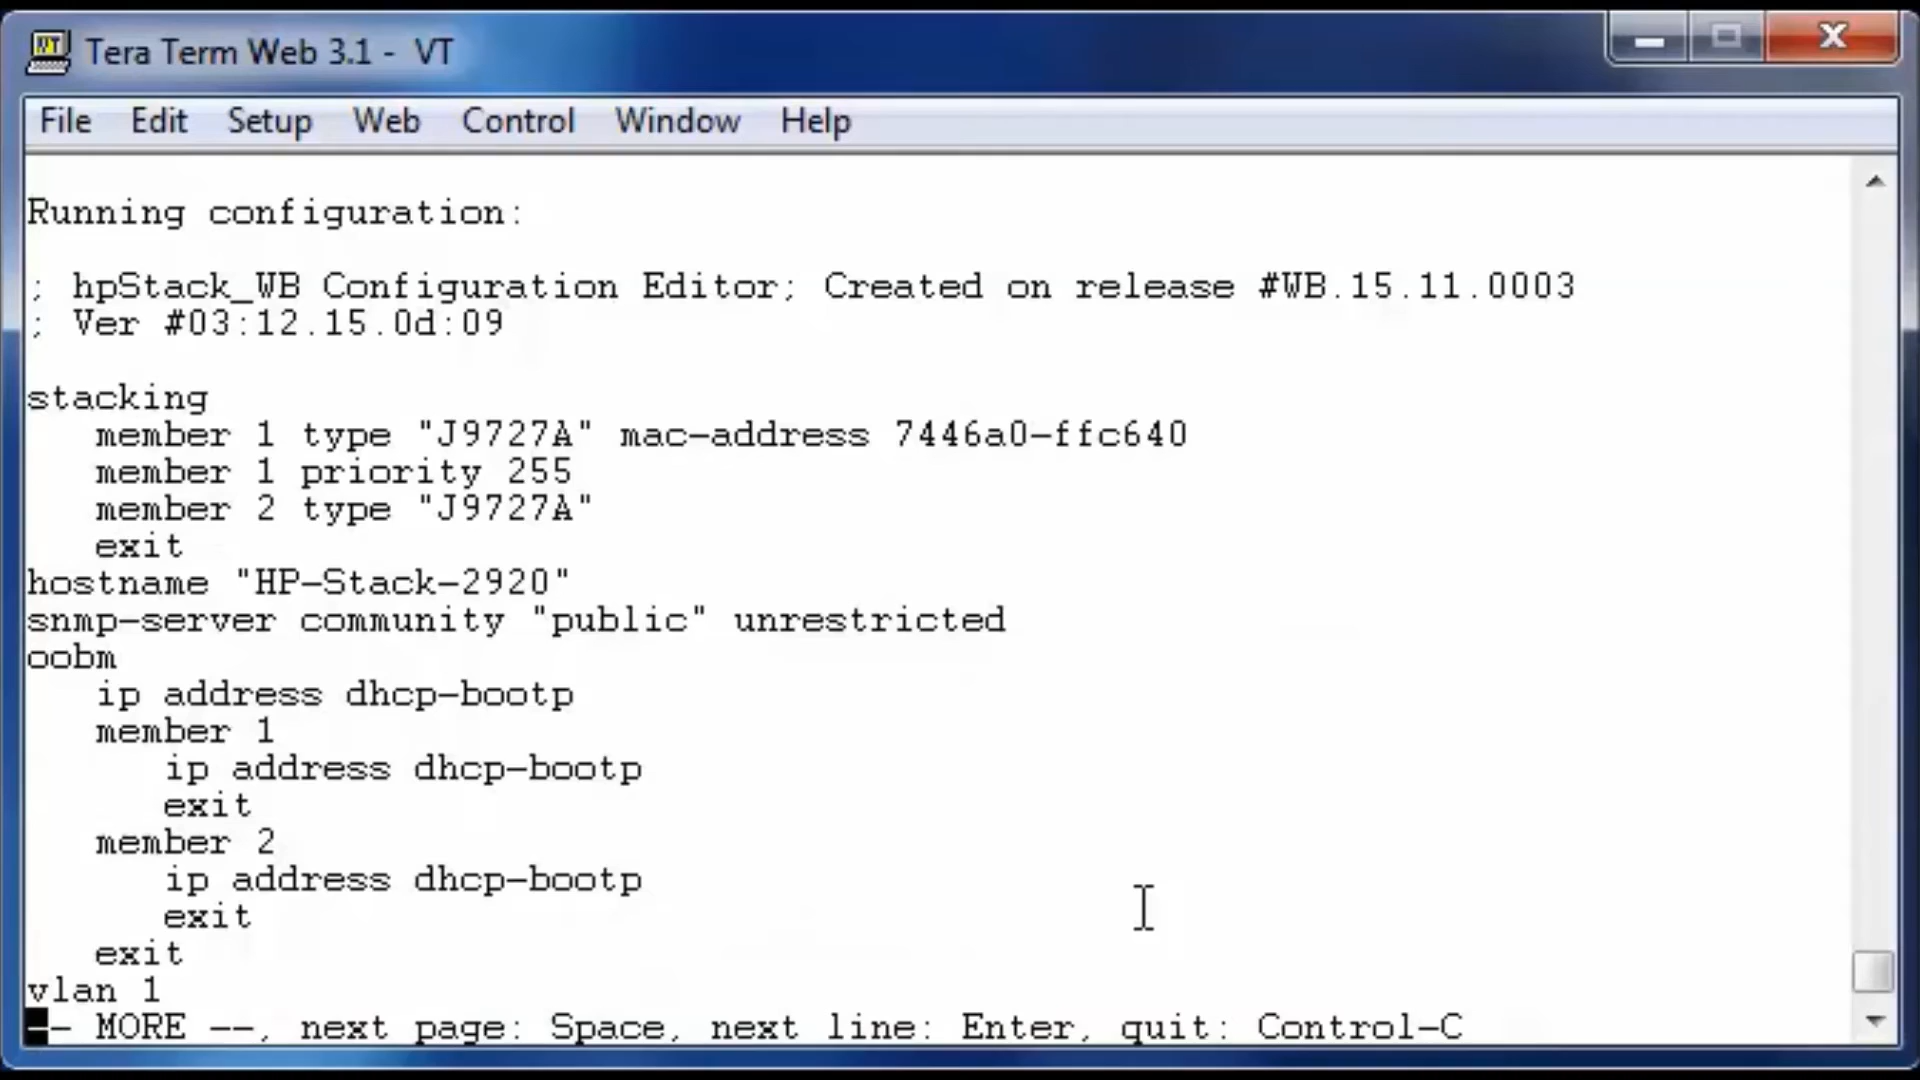 Tera Term Web 3.1 - VT
File Edit Setup Web Control Window Help
Running configuration:
; hpStack_WB Configuration Editor; Created on release #WB.15.11.0003
; Ver #03:12.15.0d:09
stacking
   member 1 type "J9727A" mac-address 7446a0-ffc640
   member 1 priority 255
   member 2 type "J9727A"
   exit
hostname "HP-Stack-2920"
snmp-server community "public" unrestricted
oobm
   ip address dhcp-bootp
   member 1
      ip address dhcp-bootp
      exit
   member 2
      ip address dhcp-bootp
      exit
   exit
vlan 1
-- MORE --, next page: Space, next line: Enter, quit: Control-C